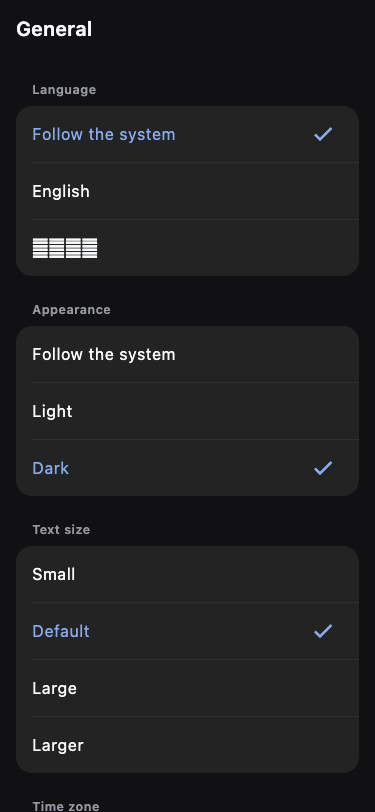 General
Language
Follow the system
English
Appearance
Follow the system
Light
Dark
Text size
Small
Default
Large
Larger
Time zone